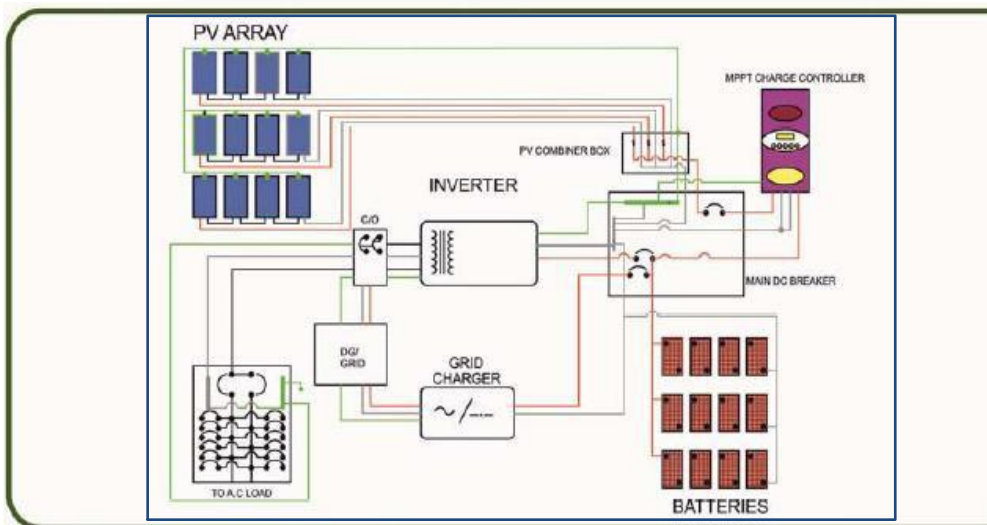 PV ARRAY
MPPT CHARGE CONTROLLER
PV COMBINER BOX
INVERTER
C/O
MAIN DC BREAKER
DG/
GRID
GRID
CHARGER
TO A.C LOAD
BATTERIES